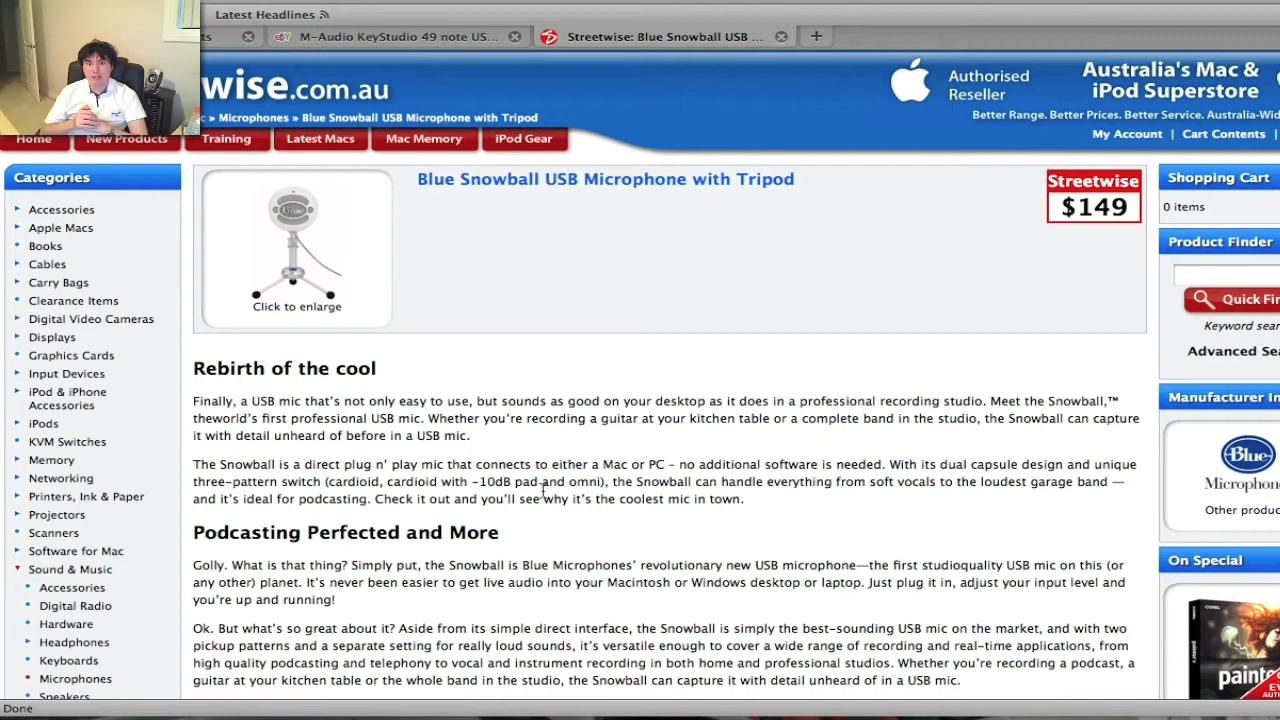 Latest Headlines
ts
M-Audio KeyStudio 49 note US...
Streetwise: Blue Snowball USB ...
wise.com.au
Authorised
Reseller
Australia's Mac &
iPod Superstore
Better Range. Better Prices. Better Service. Australia-Wid
» Microphones » Blue Snowball USB Microphone with Tripod
My Account | Cart Contents |
Home
New Products
Training
Latest Macs
Mac Memory
iPod Gear
Categories
Accessories
Apple Macs
Books
Cables
Carry Bags
Clearance Items
Digital Video Cameras
Displays
Graphics Cards
Input Devices
iPod & iPhone
Accessories
iPods
KVM Switches
Memory
Networking
Printers, Ink & Paper
Projectors
Scanners
Software for Mac
Sound & Music
Accessories
Digital Radio
Hardware
Headphones
Keyboards
Microphones
Speakers
Blue Snowball USB Microphone with Tripod
Click to enlarge
Streetwise
$149
Rebirth of the cool
Finally, a USB mic that's not only easy to use, but sounds as good on your desktop as it does in a professional recording studio. Meet the Snowball,™
theworld's first professional USB mic. Whether you're recording a guitar at your kitchen table or a complete band in the studio, the Snowball can capture
it with detail unheard of before in a USB mic.
The Snowball is a direct plug n' play mic that connects to either a Mac or PC – no additional software is needed. With its dual capsule design and unique
three-pattern switch (cardioid, cardioid with -10dB pad and omni), the Snowball can handle everything from soft vocals to the loudest garage band —
and it's ideal for podcasting. Check it out and you'll see why it's the coolest mic in town.
Podcasting Perfected and More
Golly. What is that thing? Simply put, the Snowball is Blue Microphones' revolutionary new USB microphone—the first studioquality USB mic on this (or
any other) planet. It's never been easier to get live audio into your Macintosh or Windows desktop or laptop. Just plug it in, adjust your input level and
you're up and running!
Ok. But what's so great about it? Aside from its simple direct interface, the Snowball is simply the best-sounding USB mic on the market, and with two
pickup patterns and a separate setting for really loud sounds, it's versatile enough to cover a wide range of recording and real-time applications, from
high quality podcasting and telephony to vocal and instrument recording in both home and professional studios. Whether you're recording a podcast, a
guitar at your kitchen table or the whole band in the studio, the Snowball can capture it with detail unheard of in a USB mic.
Shopping Cart
0 items
Product Finder
Quick Fin
Keyword sear
Advanced Sea
Manufacturer In
Blue
Microphone
Other produc
On Special
COREL
painte
Done